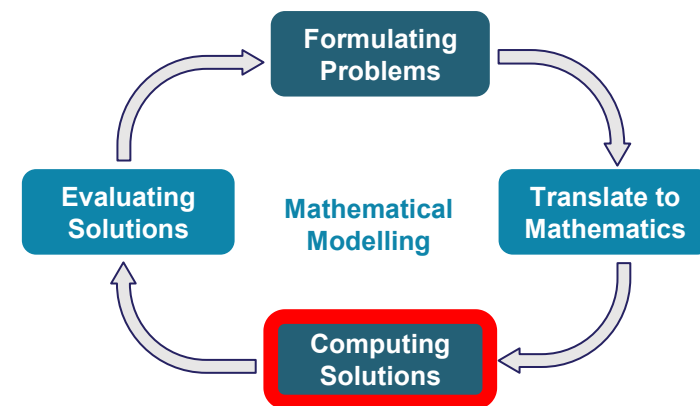 Formulating
Problems
Evaluating
Solutions
Mathematical
Modelling
Translate to
Mathematics
Computing
Solutions